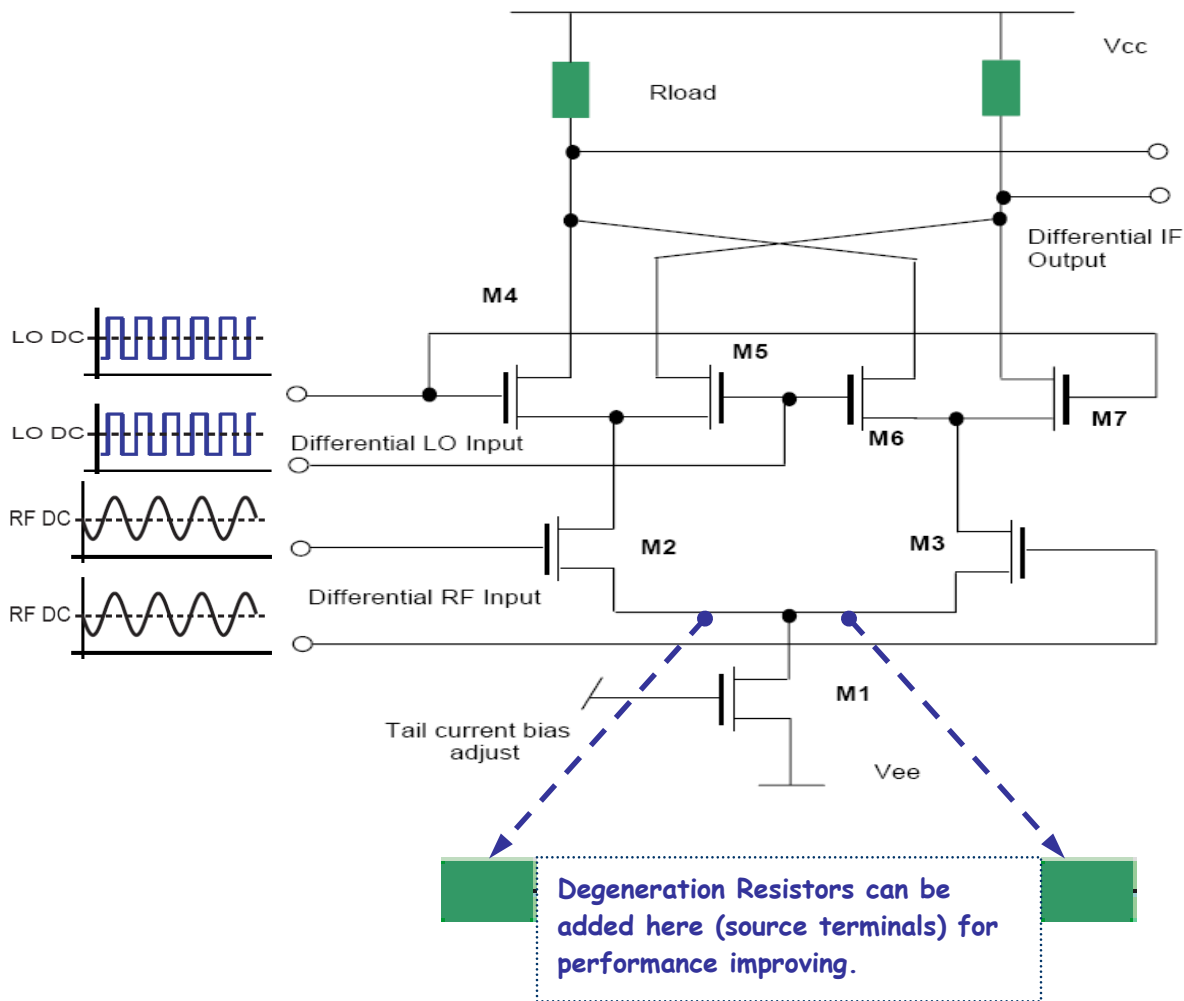 Vcc
Rload
Differential IF
Output
M4
LO DC
M5
M7
LO DC
Differential LO Input
M6
RF DC
M2
M3
Differential RF Input
RF DC
M1
Tail current bias
adjust
Vee
Degeneration Resistors can be
added here (source terminals) for
performance improving.